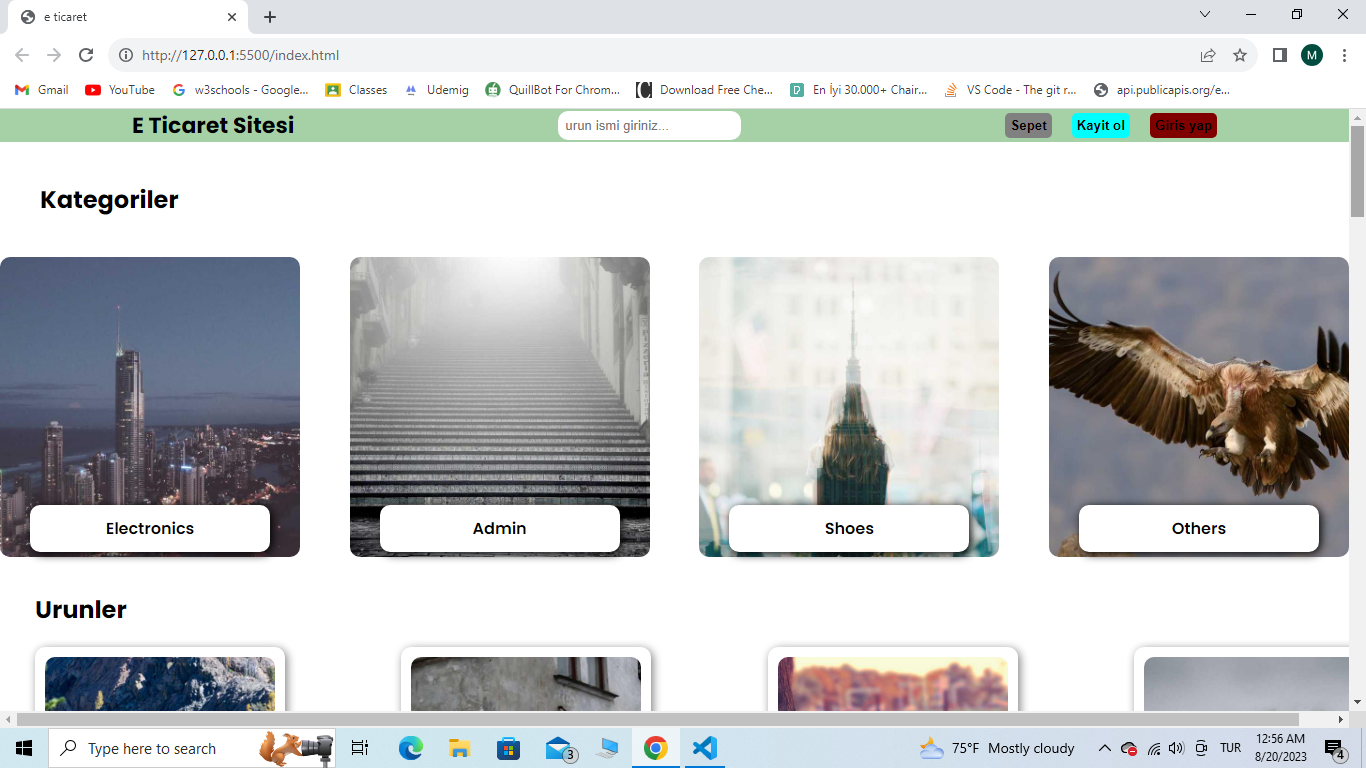 e ticaret
http://127.0.0.1:5500/index.html
M
Gmail YouTube w3schools - Google... Classes Udemig QuillBot For Chrom... Download Free Che... En İyi 30.000+ Chair... VS Code - The git r... api.publicapis.org/e...
E Ticaret Sitesi urun ismi giriniz... Sepet Kayit ol Giris yap
Kategoriler
Electronics Admin Shoes Others
Urunler
Type here to search 3 75°F Mostly cloudy TUR 12:56 AM 4
8/20/2023